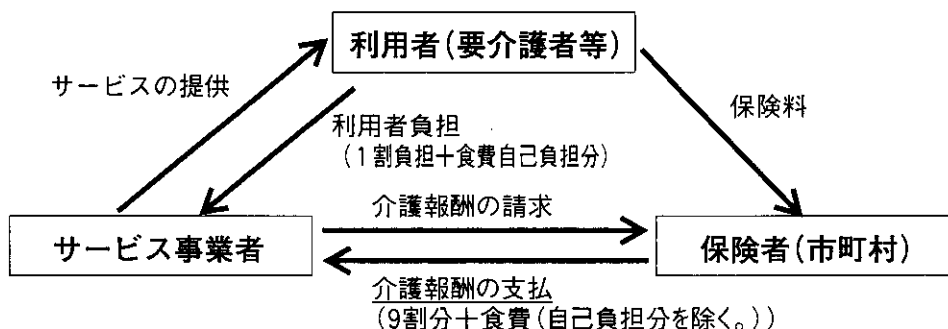 利用者(要介護者等)
サービスの提供
保険料
利用者負担
(1割負担+食費自己負担分)
介護報酬の請求
サービス事業者
保険者(市町村)
介護報酬の支払
(9割分+食費(自己負担分を除く。))